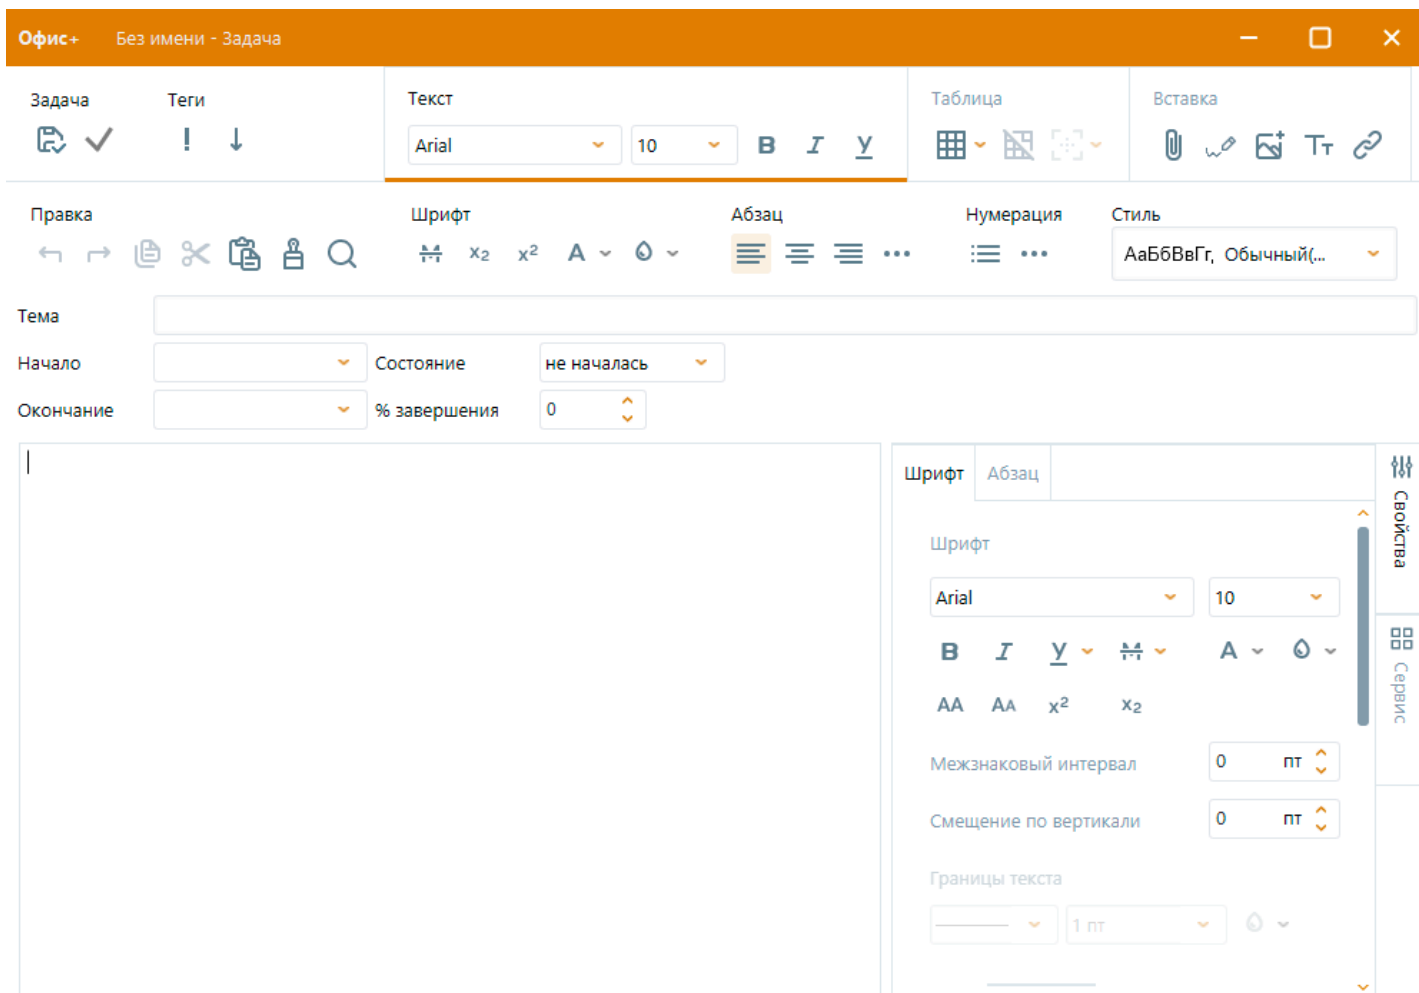 Офис+ Без имени - Задача
Задача Теги Текст Таблица Вставка
Arial 10 B I У
Правка Шрифт Абзац Нумерация Стиль
x2 x2 A АаБбВвГг, Обычный(...
Тема
Начало Состояние не началась
Окончание % завершения 0
Шрифт Абзац
Свойства
Сервис
Шрифт
Arial 10
B I У A
AA AA x2 x2
Межзнаковый интервал 0 пт
Смещение по вертикали 0 пт
Границы текста
1 пт